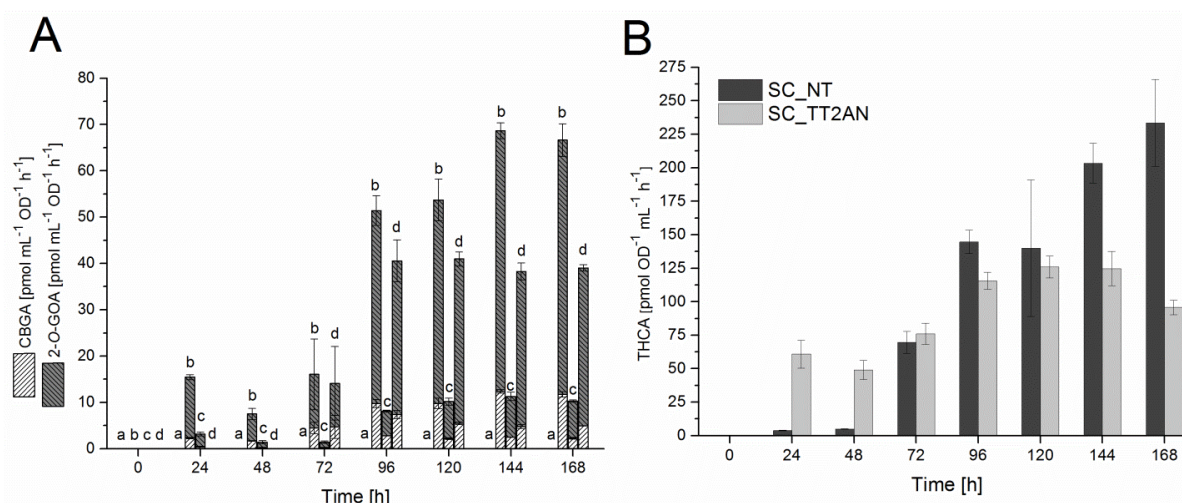 A
CBGA [pmol mL⁻¹ OD⁻¹ h⁻¹]
2-O-GOA [pmol mL⁻¹ OD⁻¹ h⁻¹]
80
70
60
50
40
30
20
10
0
a b c d
a b c d
a b c d
a b c d
a b c d
a b c d
a b c d
a b c d
0 24 48 72 96 120 144 168
Time [h]
B
SC_NT
SC_TT2AN
THCA [pmol OD⁻¹ mL⁻¹ h⁻¹]
275
250
225
200
175
150
125
100
75
50
25
0
0 24 48 72 96 120 144 168
Time [h]